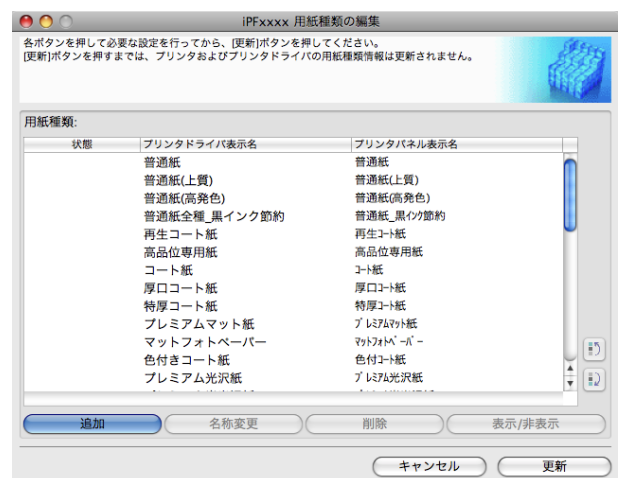 iPFxxxx 用紙種類の編集
各ボタンを押して必要な設定を行ってから、[更新]ボタンを押してください。
[更新]ボタンを押すまでは、プリンタおよびプリンタドライバの用紙種類情報は更新されません。
用紙種類:
状態 プリンタドライバ表示名 プリンタパネル表示名
普通紙 普通紙
普通紙(上質) 普通紙(上質)
普通紙(高発色) 普通紙(高発色)
普通紙全種_黒インク節約 普通紙_黒ｲﾝｸ節約
再生コート紙 再生ｺｰﾄ紙
高品位専用紙 高品位専用紙
コート紙 ｺｰﾄ紙
厚口コート紙 厚口ｺｰﾄ紙
特厚コート紙 特厚ｺｰﾄ紙
プレミアムマット紙 ﾌﾟﾚﾐｱﾑﾏｯﾄ紙
マットフォトペーパー ﾏｯﾄﾌｫﾄﾍﾟｰﾊﾟｰ
色付きコート紙 色付ｺｰﾄ紙
プレミアム光沢紙 ﾌﾟﾚﾐｱﾑ光沢紙
追加 名称変更 削除 表示/非表示
キャンセル 更新